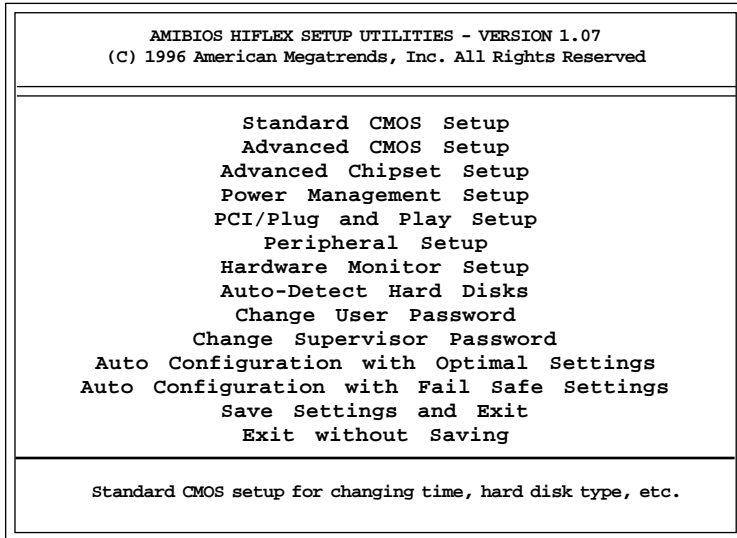 AMIBIOS HIFLEX SETUP UTILITIES - VERSION 1.07
(C) 1996 American Megatrends, Inc. All Rights Reserved
Standard CMOS Setup
Advanced CMOS Setup
Advanced Chipset Setup
Power Management Setup
PCI/Plug and Play Setup
Peripheral Setup
Hardware Monitor Setup
Auto-Detect Hard Disks
Change User Password
Change Supervisor Password
Auto Configuration with Optimal Settings
Auto Configuration with Fail Safe Settings
Save Settings and Exit
Exit without Saving
Standard CMOS setup for changing time, hard disk type, etc.